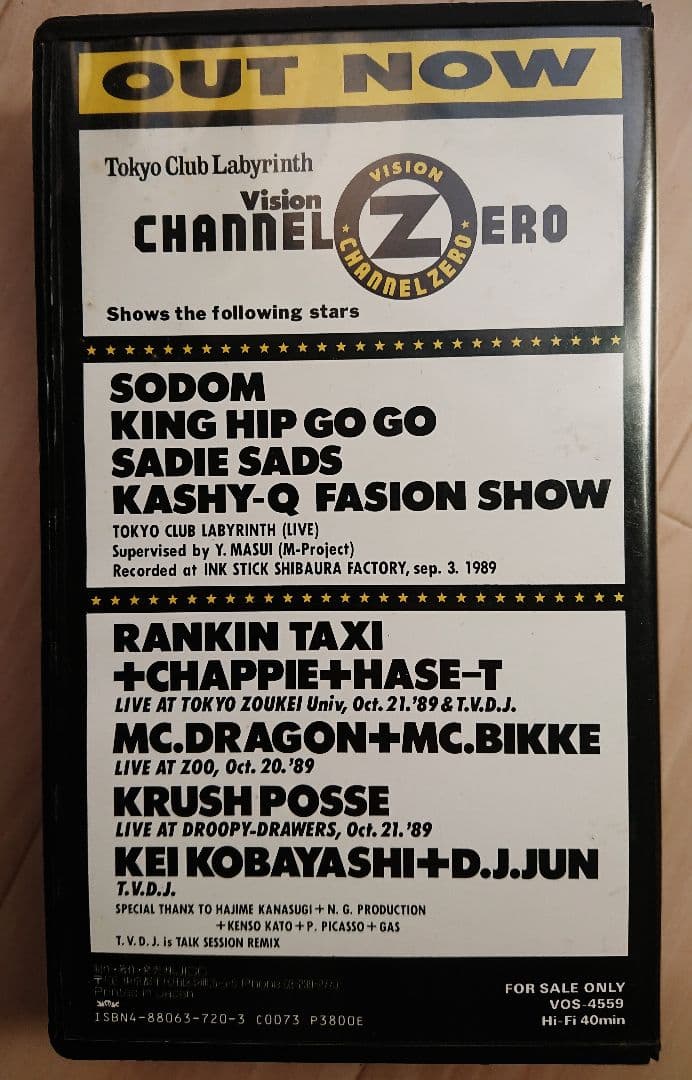 OUT NOW
Tokyo Club Labyrinth
Vision
CHANNEL ZERO
VISION
CHANNEL ZERO
Shows the following stars
SODOM
KING HIP GO GO
SADIE SADS
KASHY-Q FASION SHOW
TOKYO CLUB LABYRINTH (LIVE)
Supervised by Y. MASUI (M-Project)
Recorded at INK STICK SHIBAURA FACTORY, sep. 3. 1989
RANKIN TAXI
+CHAPPIE+HASE-T
LIVE AT TOKYO ZOUKEI Univ, Oct. 21.'89 & T.V.D.J.
MC.DRAGON+MC.BIKKE
LIVE AT ZOO, Oct. 20.'89
KRUSH POSSE
LIVE AT DROOPY-DRAWERS, Oct. 21.'89
KEI KOBAYASHI+D.J.JUN
T.V.D.J.
SPECIAL THANX TO HAJIME KANASUGI + N. G. PRODUCTION
+ KENSO KATO + P. PICASSO + GAS
T. V. D. J. is TALK SESSION REMIX
Printed in Japan
ISBN4-88063-720-3 C0073 P3800E
FOR SALE ONLY
VOS-4559
Hi-Fi 40min